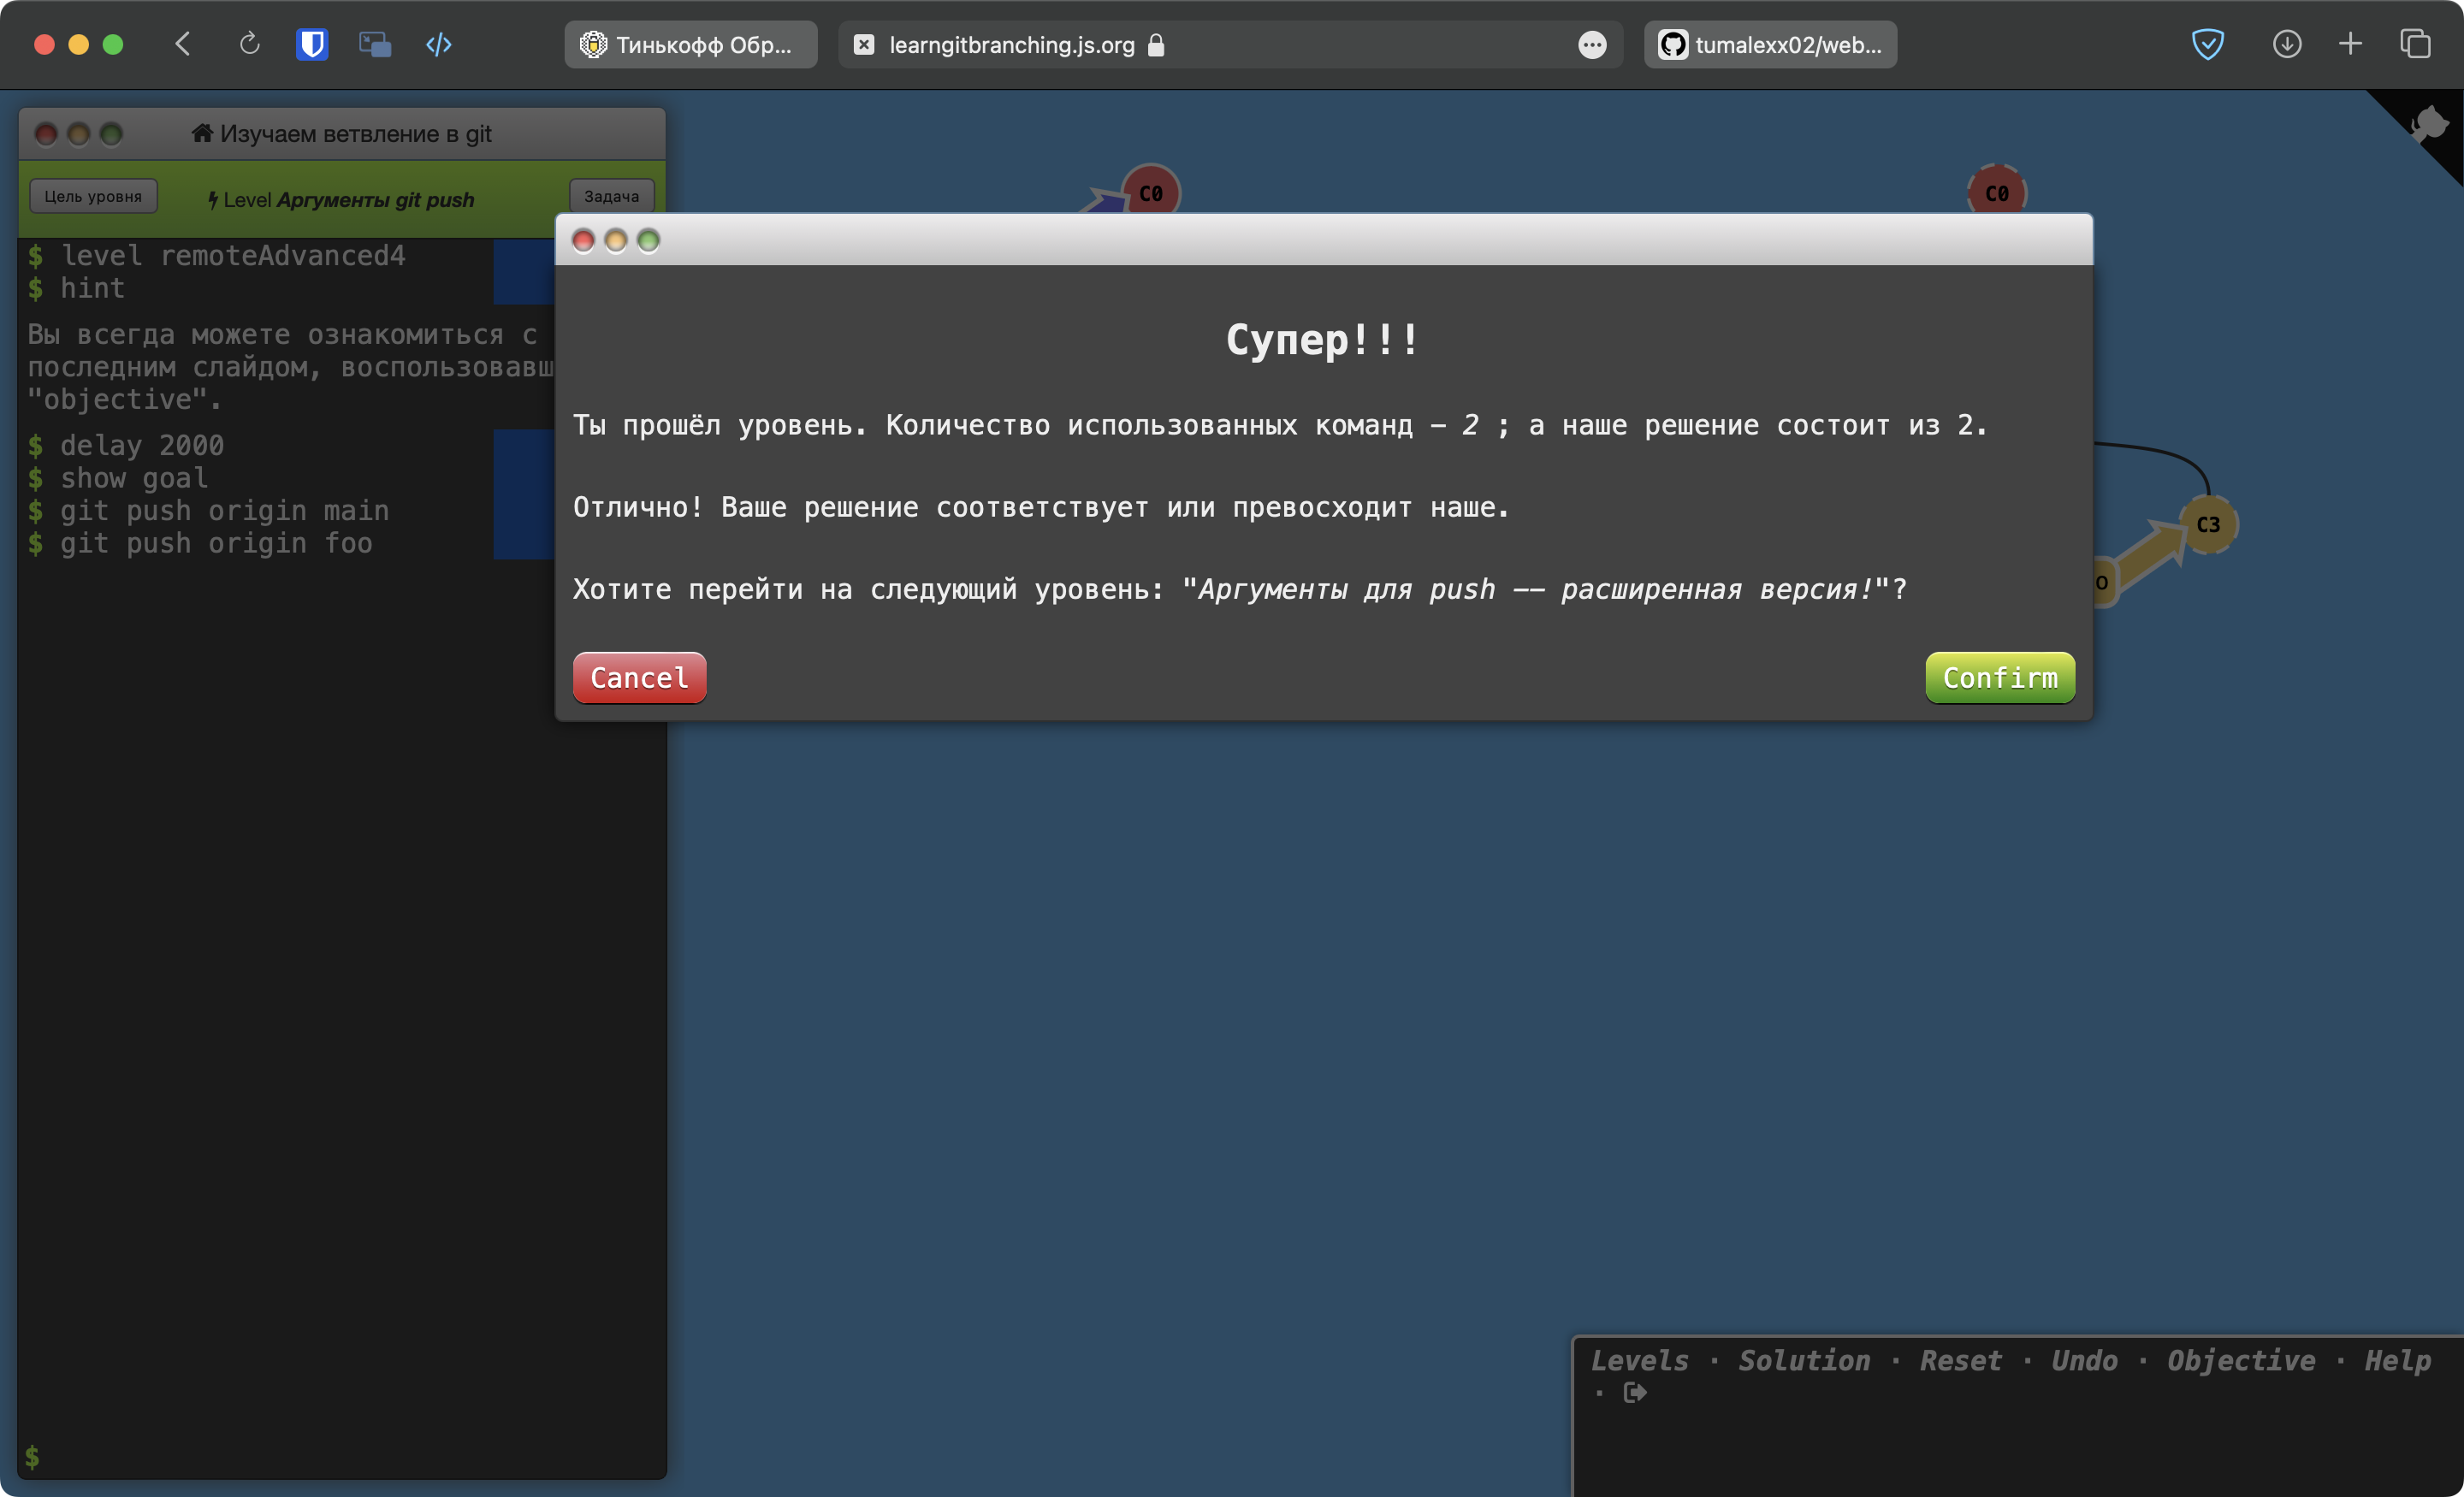 Тинькофф Обр...
learngitbranching.js.org
tumalexx02/web...
Изучаем ветвление в git
Цель уровня
Level Аргументы git push
Задача
$ level remoteAdvanced4
$ hint
Вы всегда можете ознакомиться с
последним слайдом,
"objective".
$ delay 2000
$ show goal
$ git push origin main
$ git push origin foo
$
C0
C0
Супер!!!
Ты прошёл уровень. Количество использованных команд – 2 ; а наше решение состоит из 2.
Отлично! Ваше решение соответствует или превосходит наше.
Хотите перейти на следующий уровень: "Аргументы для push -- расширенная версия!"?
Cancel
Confirm
C3
Levels · Solution · Reset · Undo · Objective · Help
·